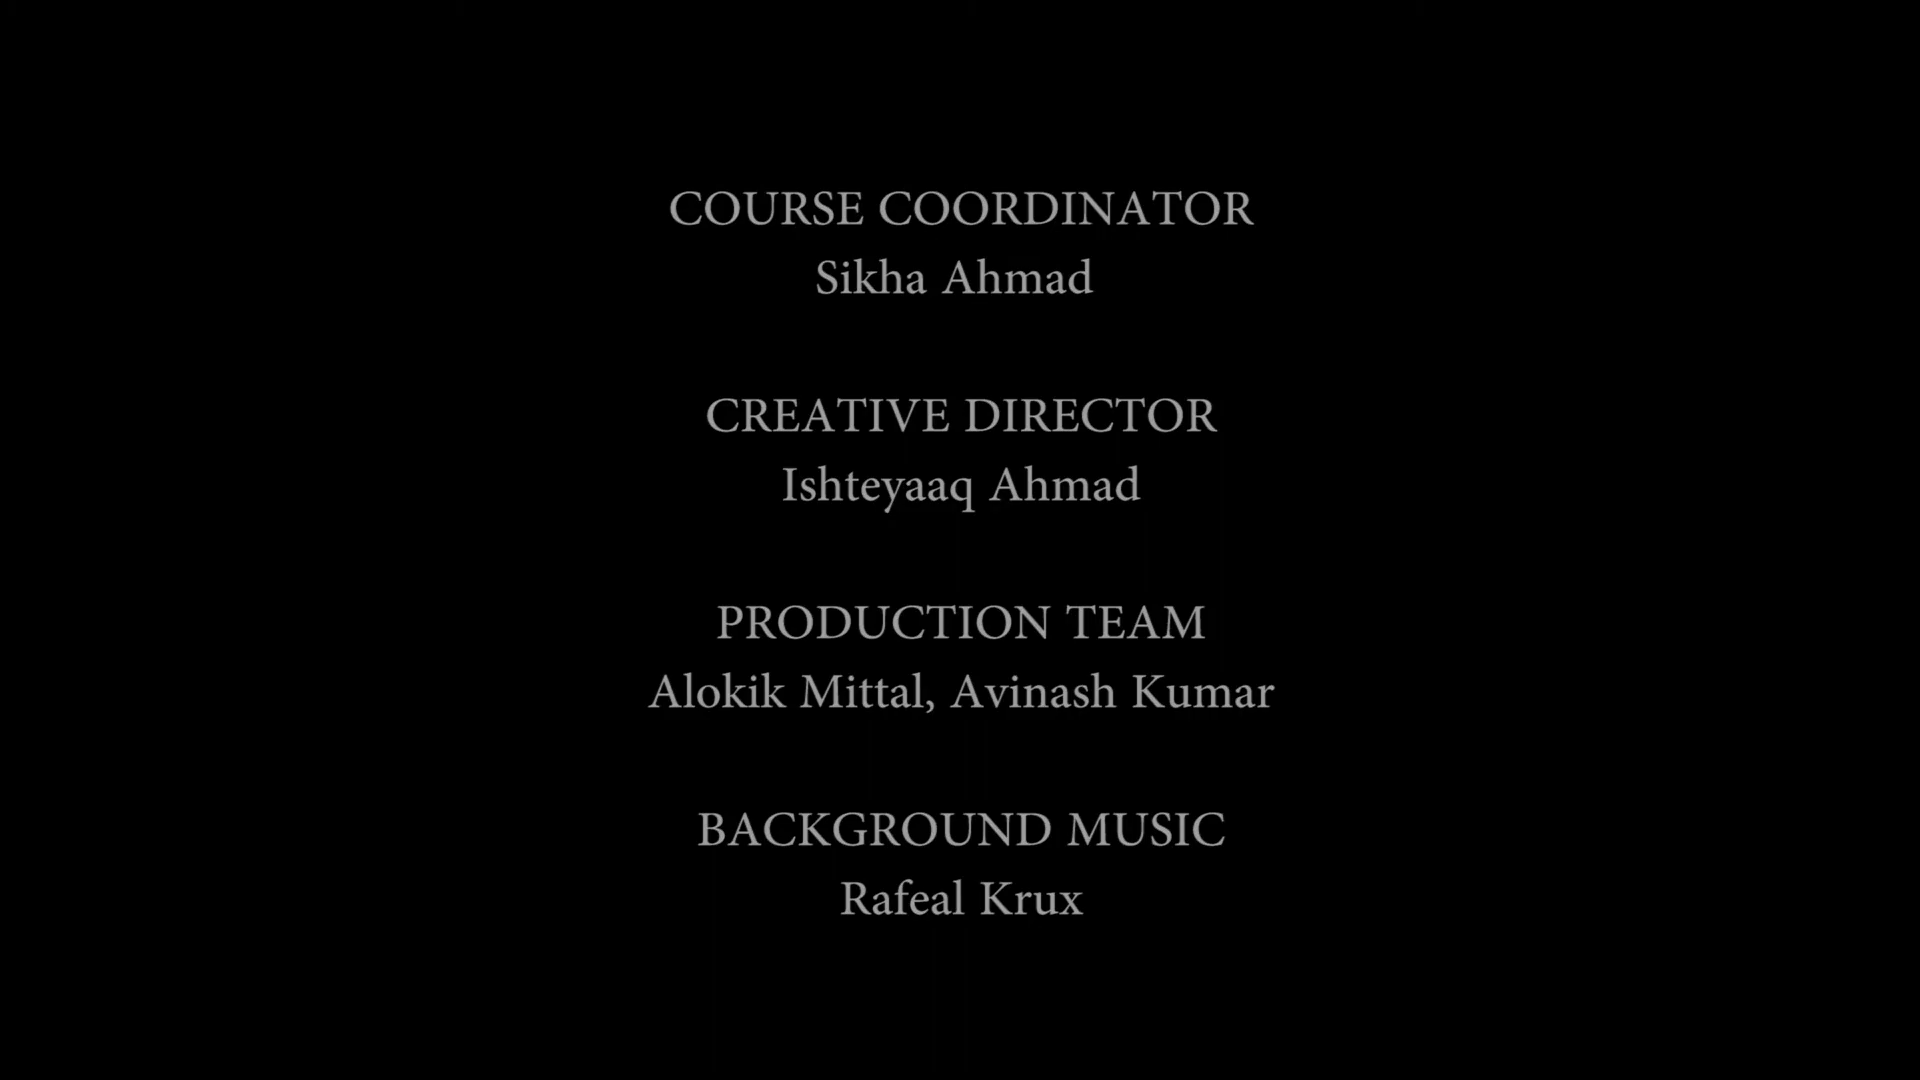 COURSE COORDINATOR
Sikha Ahmad
CREATIVE DIRECTOR
Ishteyaaq Ahmad
PRODUCTION TEAM
Alokik Mittal, Avinash Kumar
BACKGROUND MUSIC
Rafeal Krux